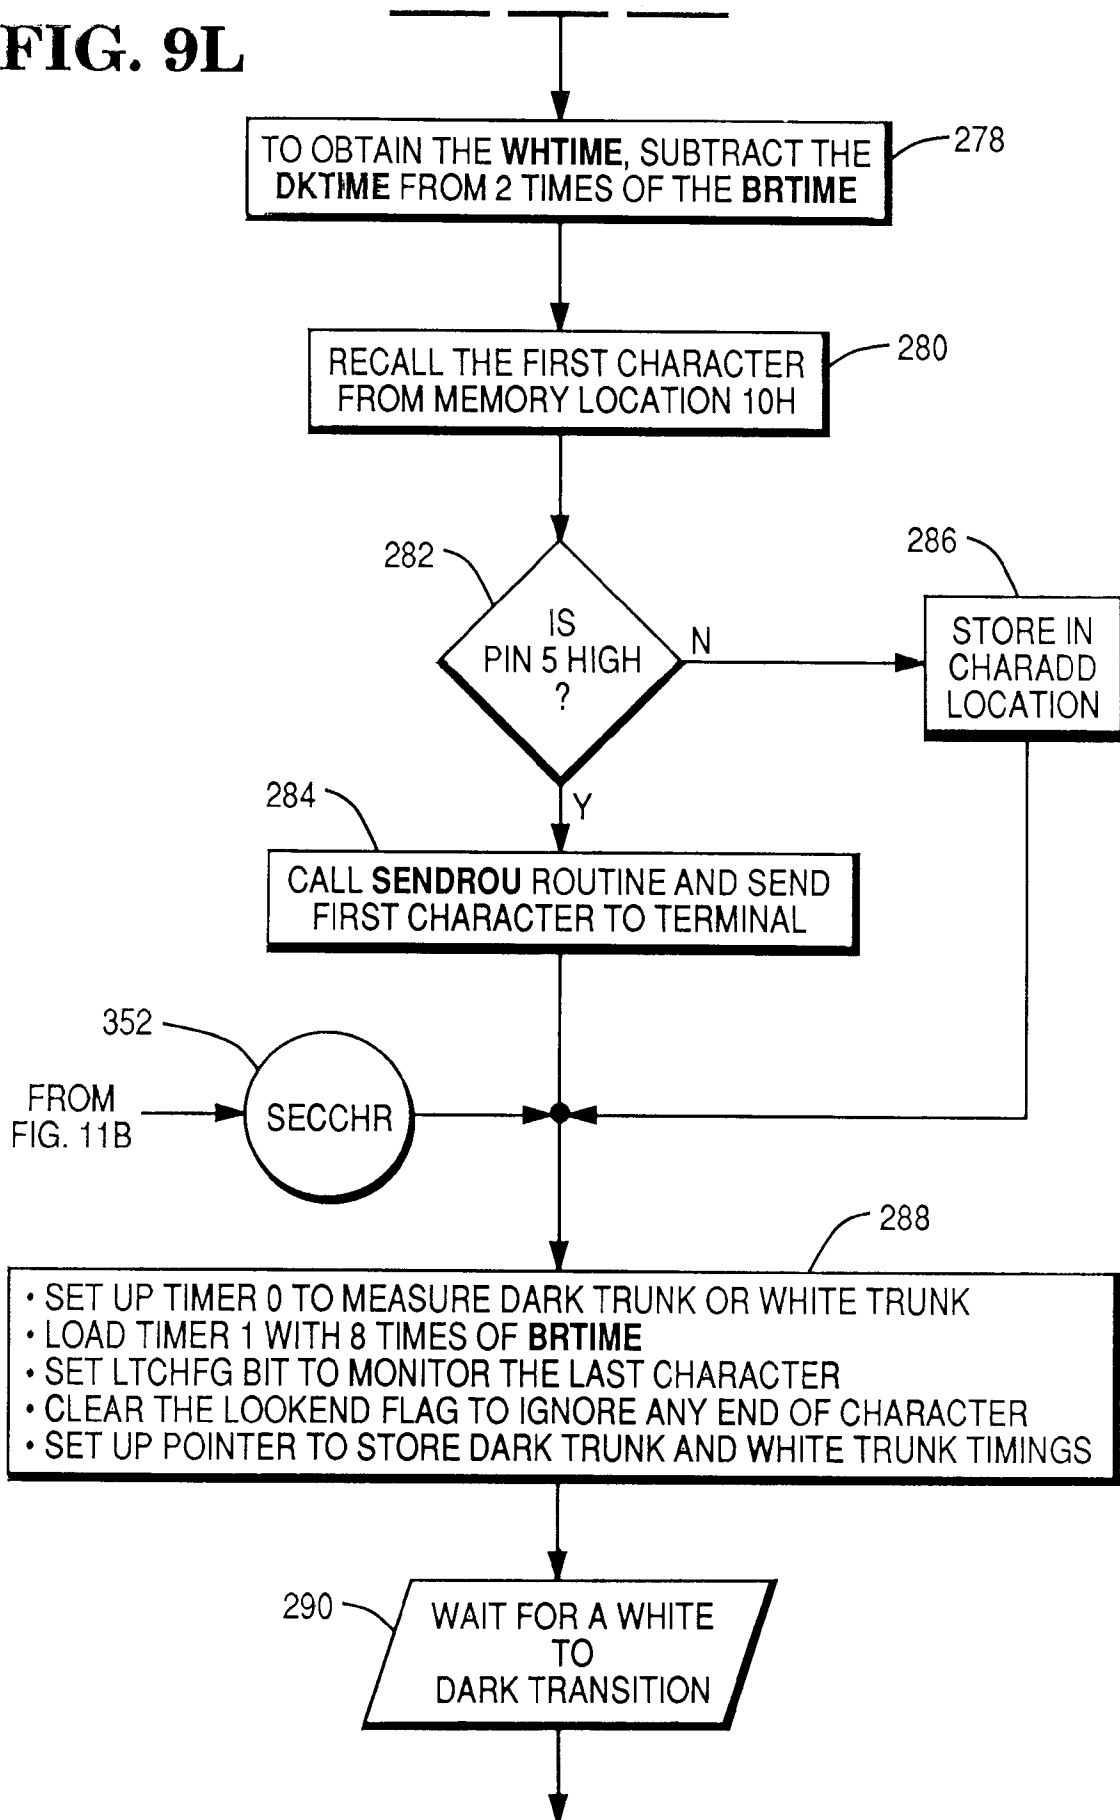 FIG. 9L
TO OBTAIN THE WHTIME, SUBTRACT THE
DKTIME FROM 2 TIMES OF THE BRTIME
278
RECALL THE FIRST CHARACTER
FROM MEMORY LOCATION 10H
280
282
IS
PIN 5 HIGH
?
N
286
STORE IN
CHARADD
LOCATION
Y
284
CALL SENDROU ROUTINE AND SEND
FIRST CHARACTER TO TERMINAL
352
FROM
FIG. 11B
SECCHR
288
• SET UP TIMER 0 TO MEASURE DARK TRUNK OR WHITE TRUNK
• LOAD TIMER 1 WITH 8 TIMES OF BRTIME
• SET LTCHFG BIT TO MONITOR THE LAST CHARACTER
• CLEAR THE LOOKEND FLAG TO IGNORE ANY END OF CHARACTER
• SET UP POINTER TO STORE DARK TRUNK AND WHITE TRUNK TIMINGS
290
WAIT FOR A WHITE
TO
DARK TRANSITION